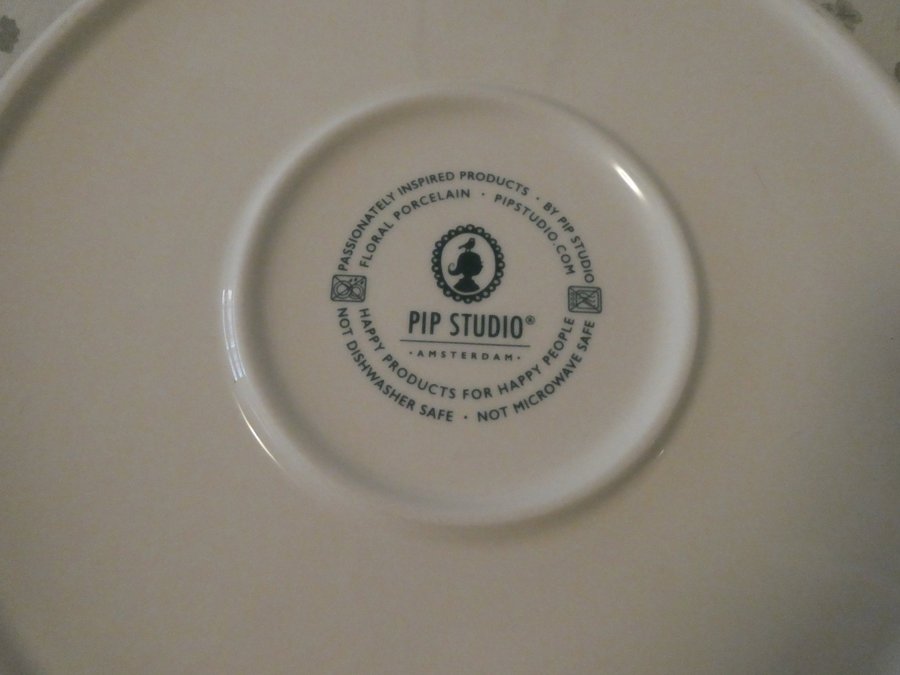 PASSIONATELY INSPIRED PRODUCTS · BY PIP STUDIO
FLORAL PORCELAIN · PIPSTUDIO.COM
PIP STUDIO®
·AMSTERDAM·
HAPPY PRODUCTS FOR HAPPY PEOPLE
NOT DISHWASHER SAFE · NOT MICROWAVE SAFE